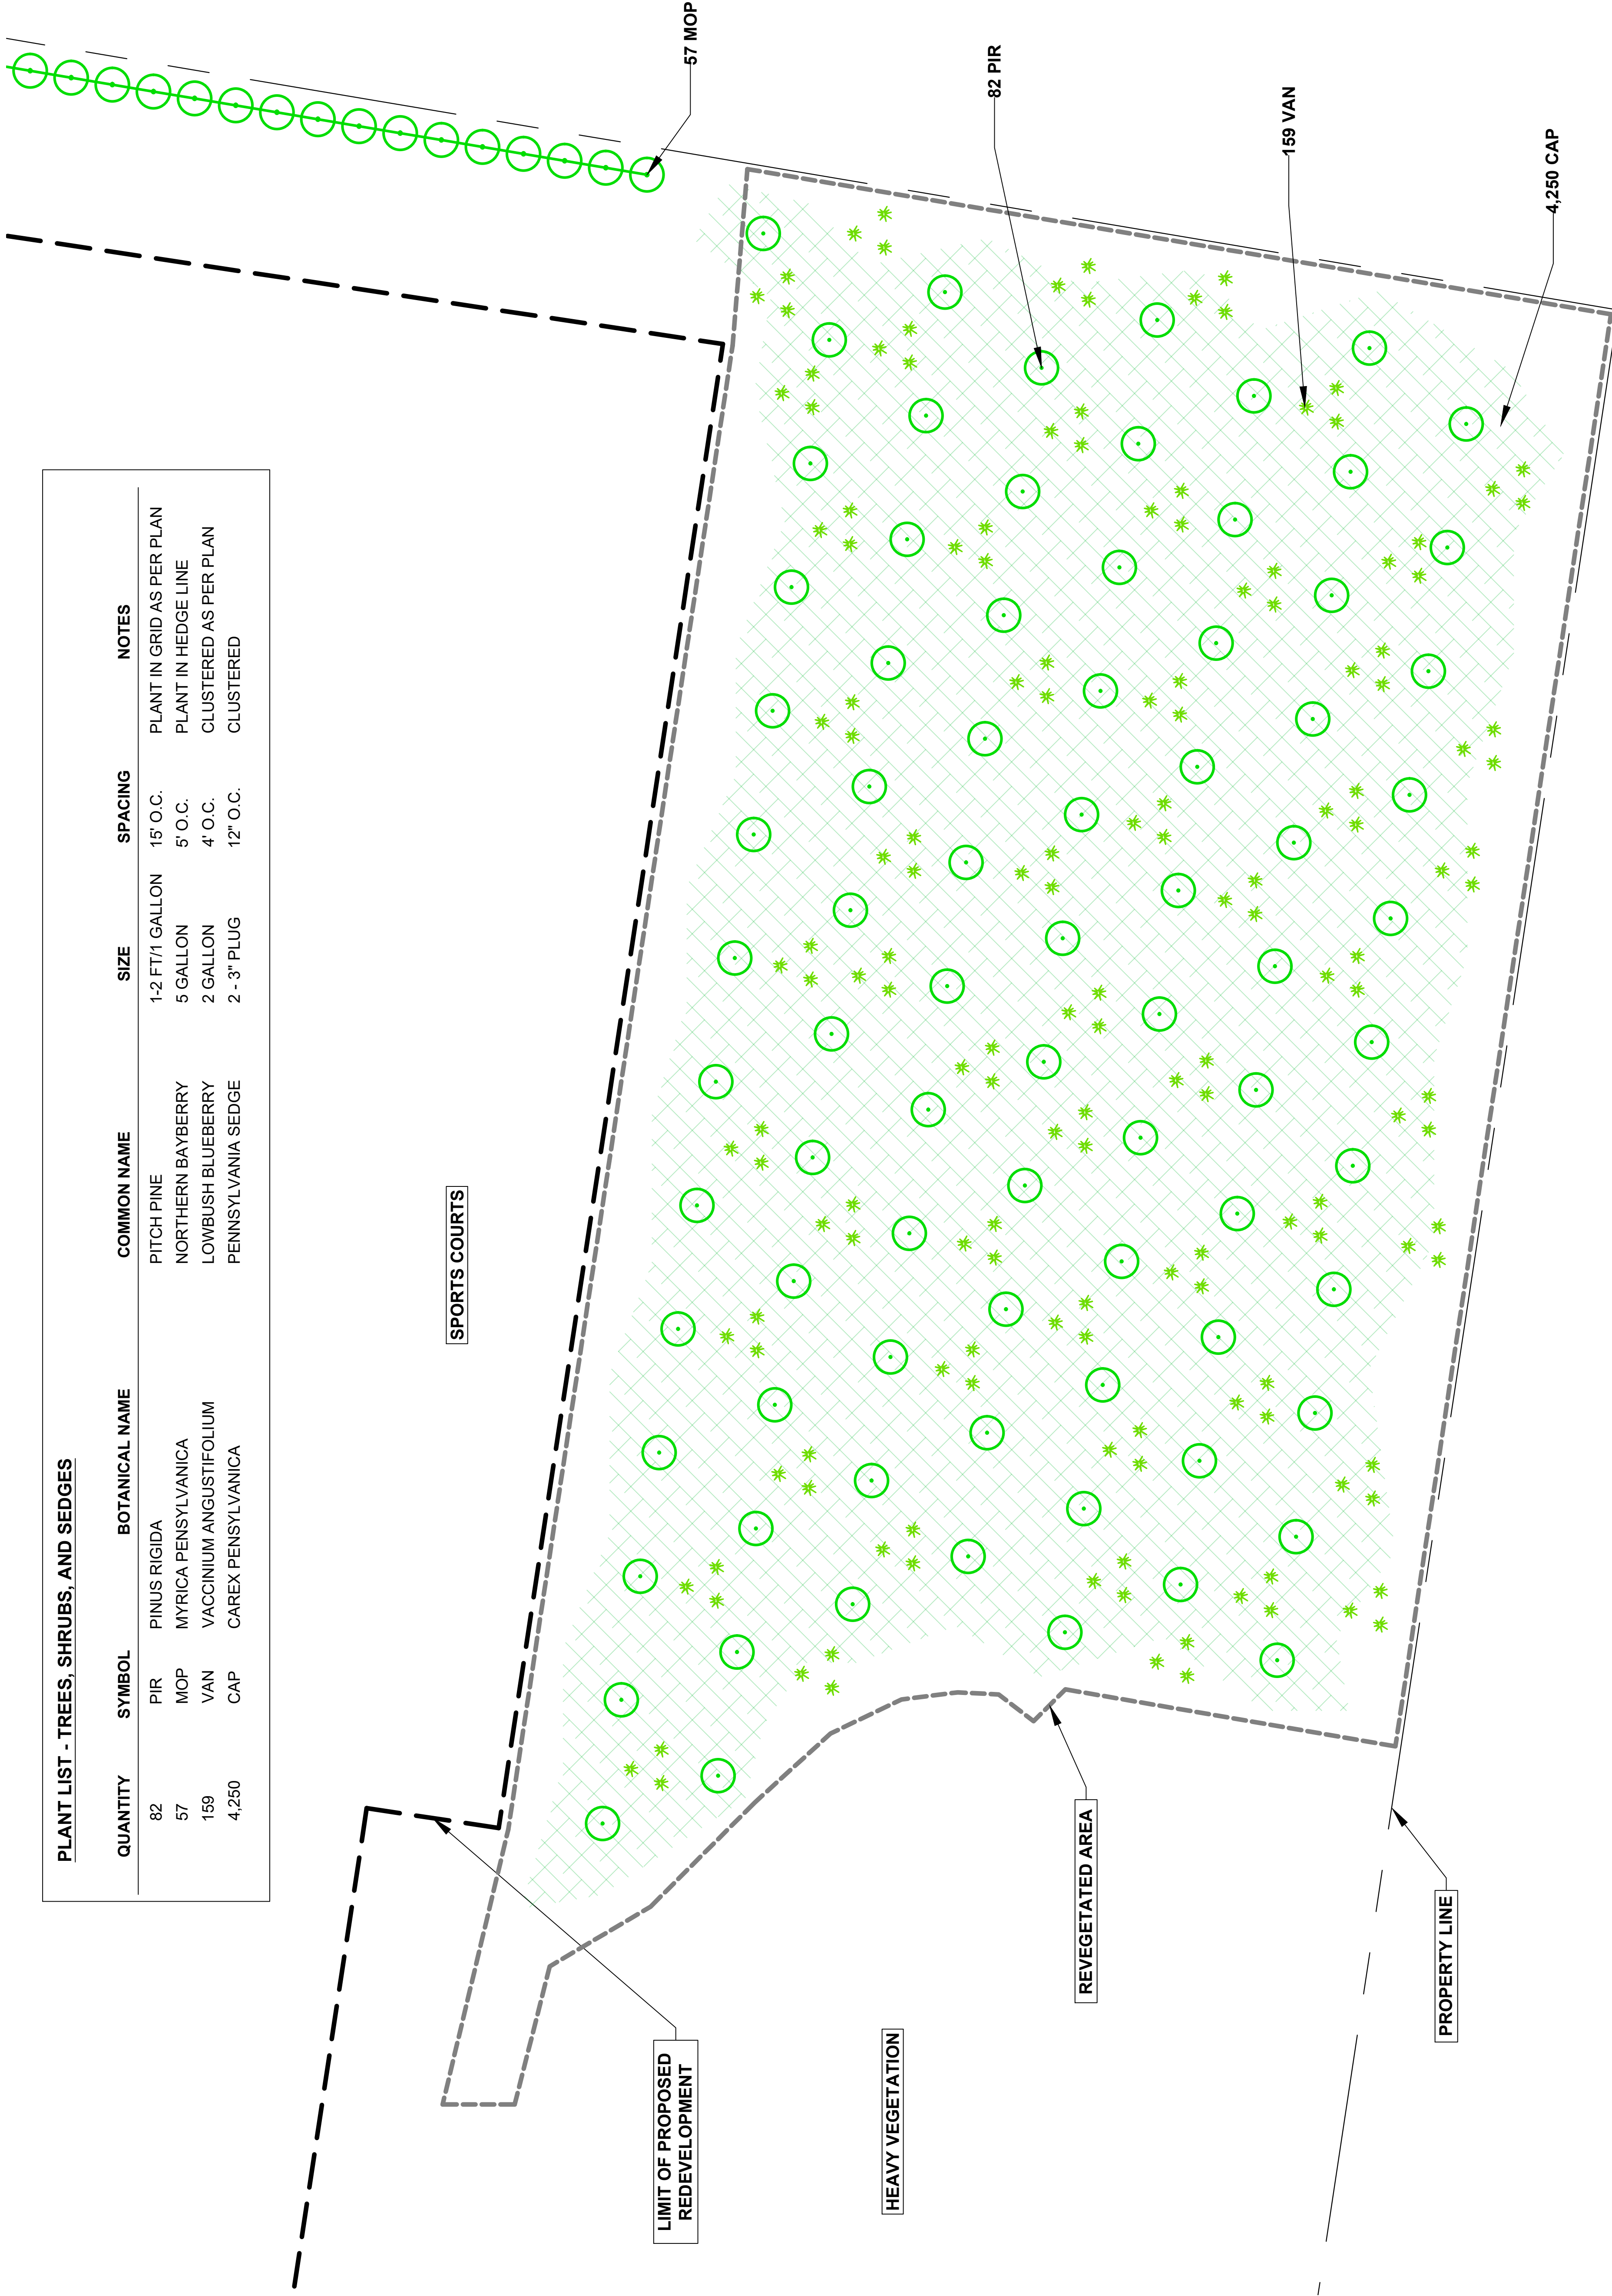 PLANT LIST - TREES, SHRUBS, AND SEDGES
QUANTITY SYMBOL BOTANICAL NAME COMMON NAME SIZE SPACING NOTES
82 PIR PINUS RIGIDA PITCH PINE 1-2 FT/1 GALLON 15' O.C. PLANT IN GRID AS PER PLAN
57 MOP MYRICA PENSYLVANICA NORTHERN BAYBERRY 5 GALLON 5' O.C. PLANT IN HEDGE LINE
159 VAN VACCINIUM ANGUSTIFOLIUM LOWBUSH BLUEBERRY 2 GALLON 4' O.C. CLUSTERED AS PER PLAN
4,250 CAP CAREX PENSYLVANICA PENNSYLVANIA SEDGE 2 - 3" PLUG 12" O.C. CLUSTERED
SPORTS COURTS
57 MOP
LIMIT OF PROPOSED
REDEVELOPMENT
HEAVY VEGETATION
82 PIR
REVEGETATED AREA
159 VAN
PROPERTY LINE
4,250 CAP